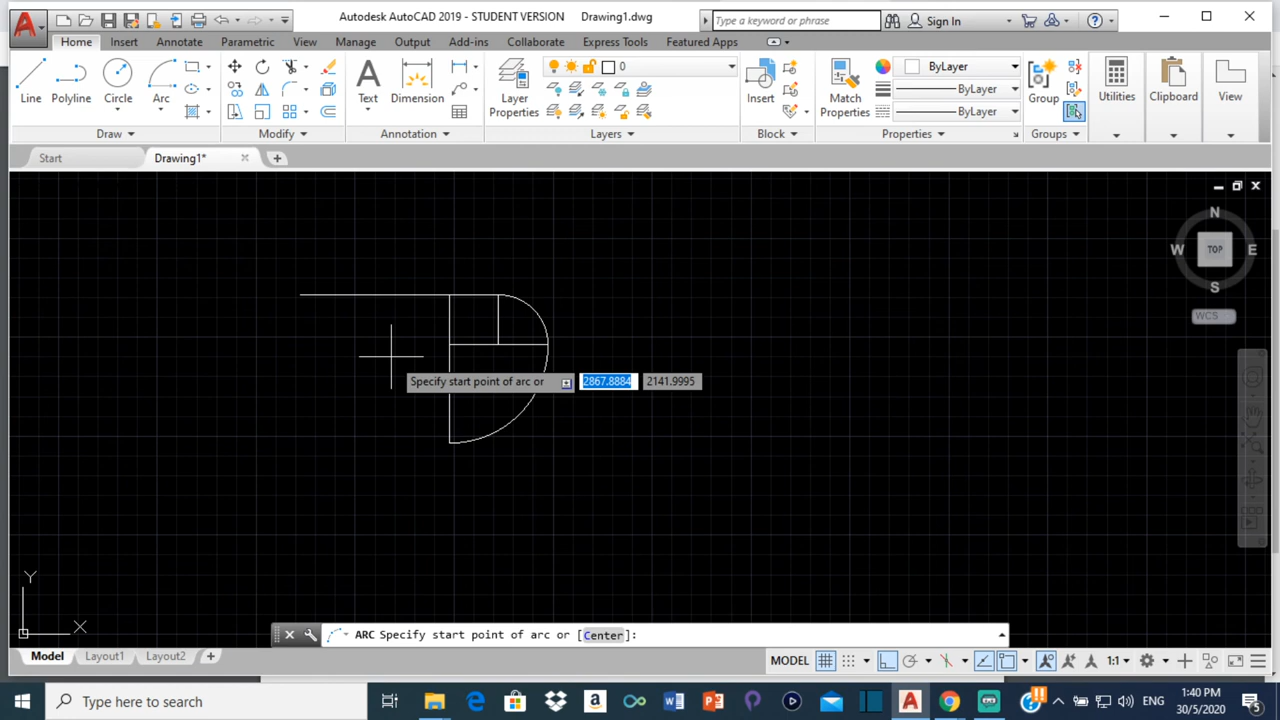 Autodesk AutoCAD 2019 - STUDENT VERSION Drawing1.dwg
Type a keyword or phrase
Sign In
Home Insert Annotate Parametric View Manage Output Add-ins Collaborate Express Tools Featured Apps
Line Polyline Circle Arc
Text Dimension
Layer Properties
0
Insert
Match Properties
ByLayer
ByLayer
ByLayer
Group
Utilities
Clipboard
View
Draw Modify Annotation Layers Block Properties Groups
Start Drawing1*
N
W TOP E
S
WCS
Specify start point of arc or 2867.8884 2141.9995
Y
X
ARC Specify start point of arc or [Center]:
Model Layout1 Layout2
MODEL 1:1
Type here to search
ENG
1:40 PM
30/5/2020
5